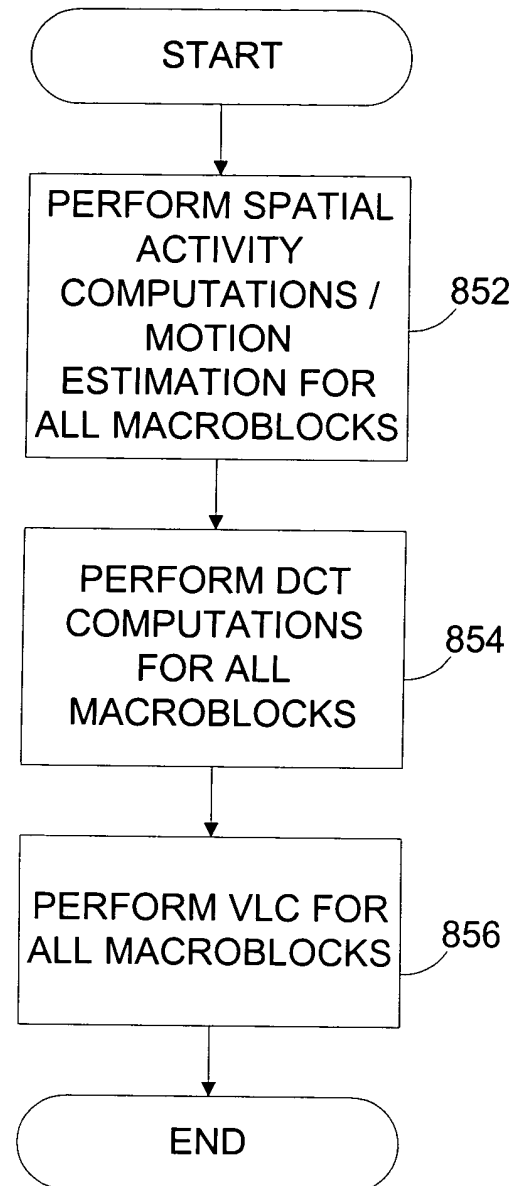 START
PERFORM SPATIAL
ACTIVITY
COMPUTATIONS /
MOTION
ESTIMATION FOR
ALL MACROBLOCKS
852
PERFORM DCT
COMPUTATIONS
FOR ALL
MACROBLOCKS
854
PERFORM VLC FOR
ALL MACROBLOCKS
856
END